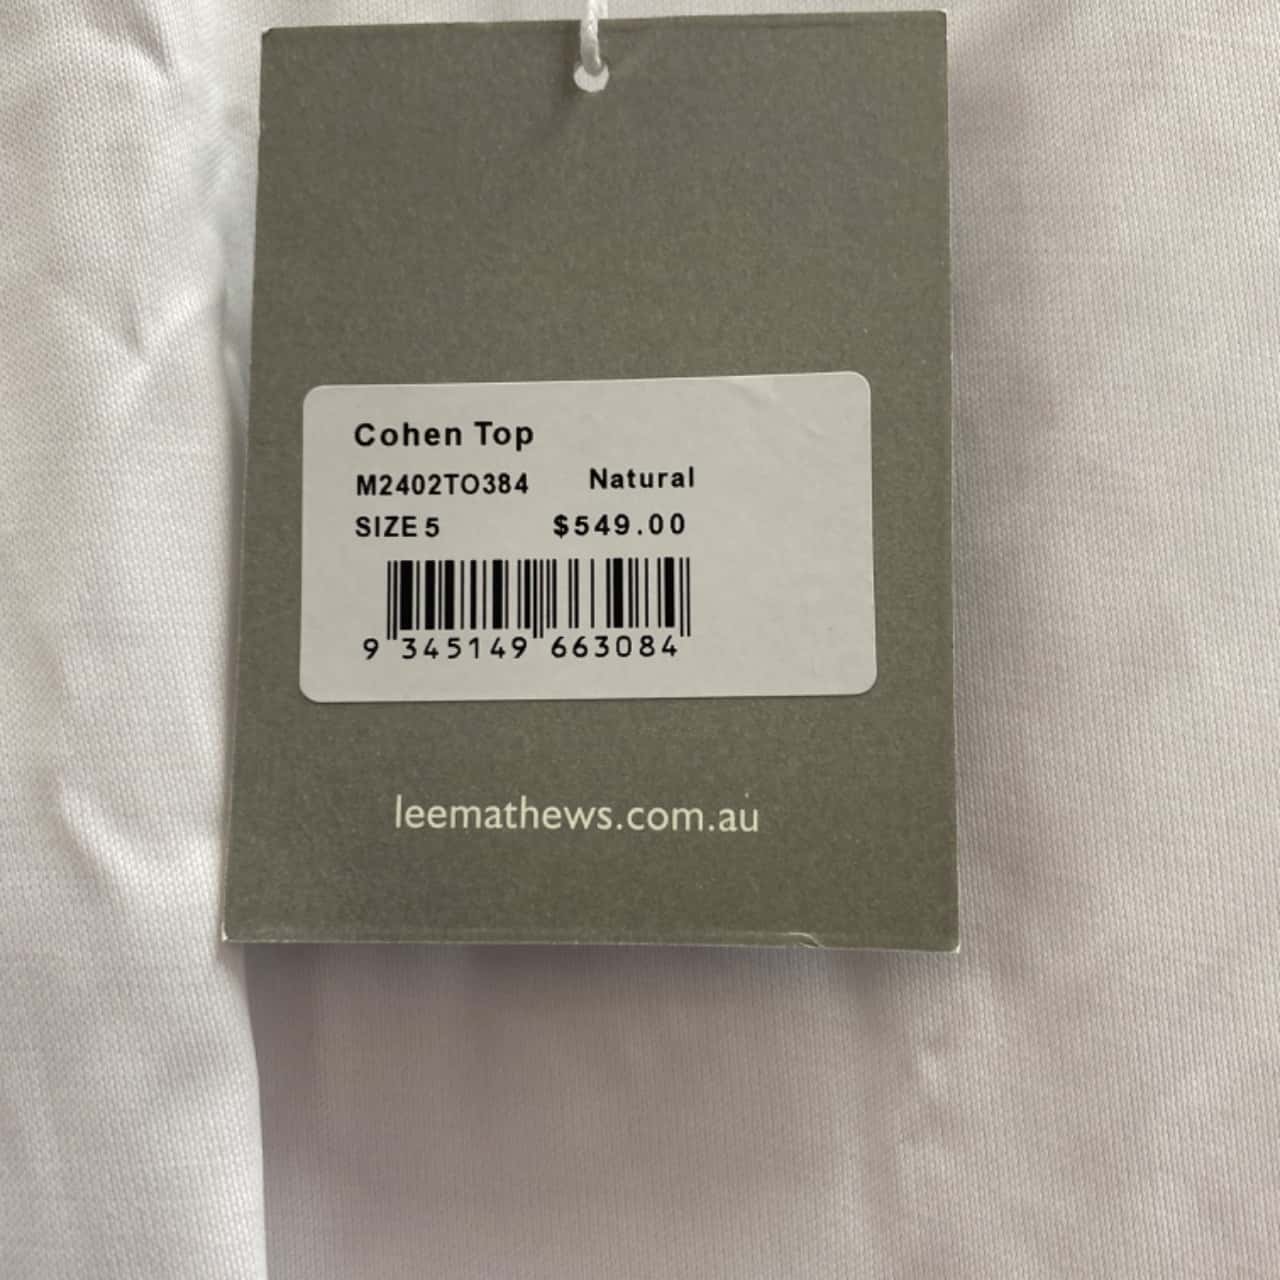 Cohen Top
M2402TO384 Natural
SIZE 5 $549.00
9 345149 663084
leemathews.com.au